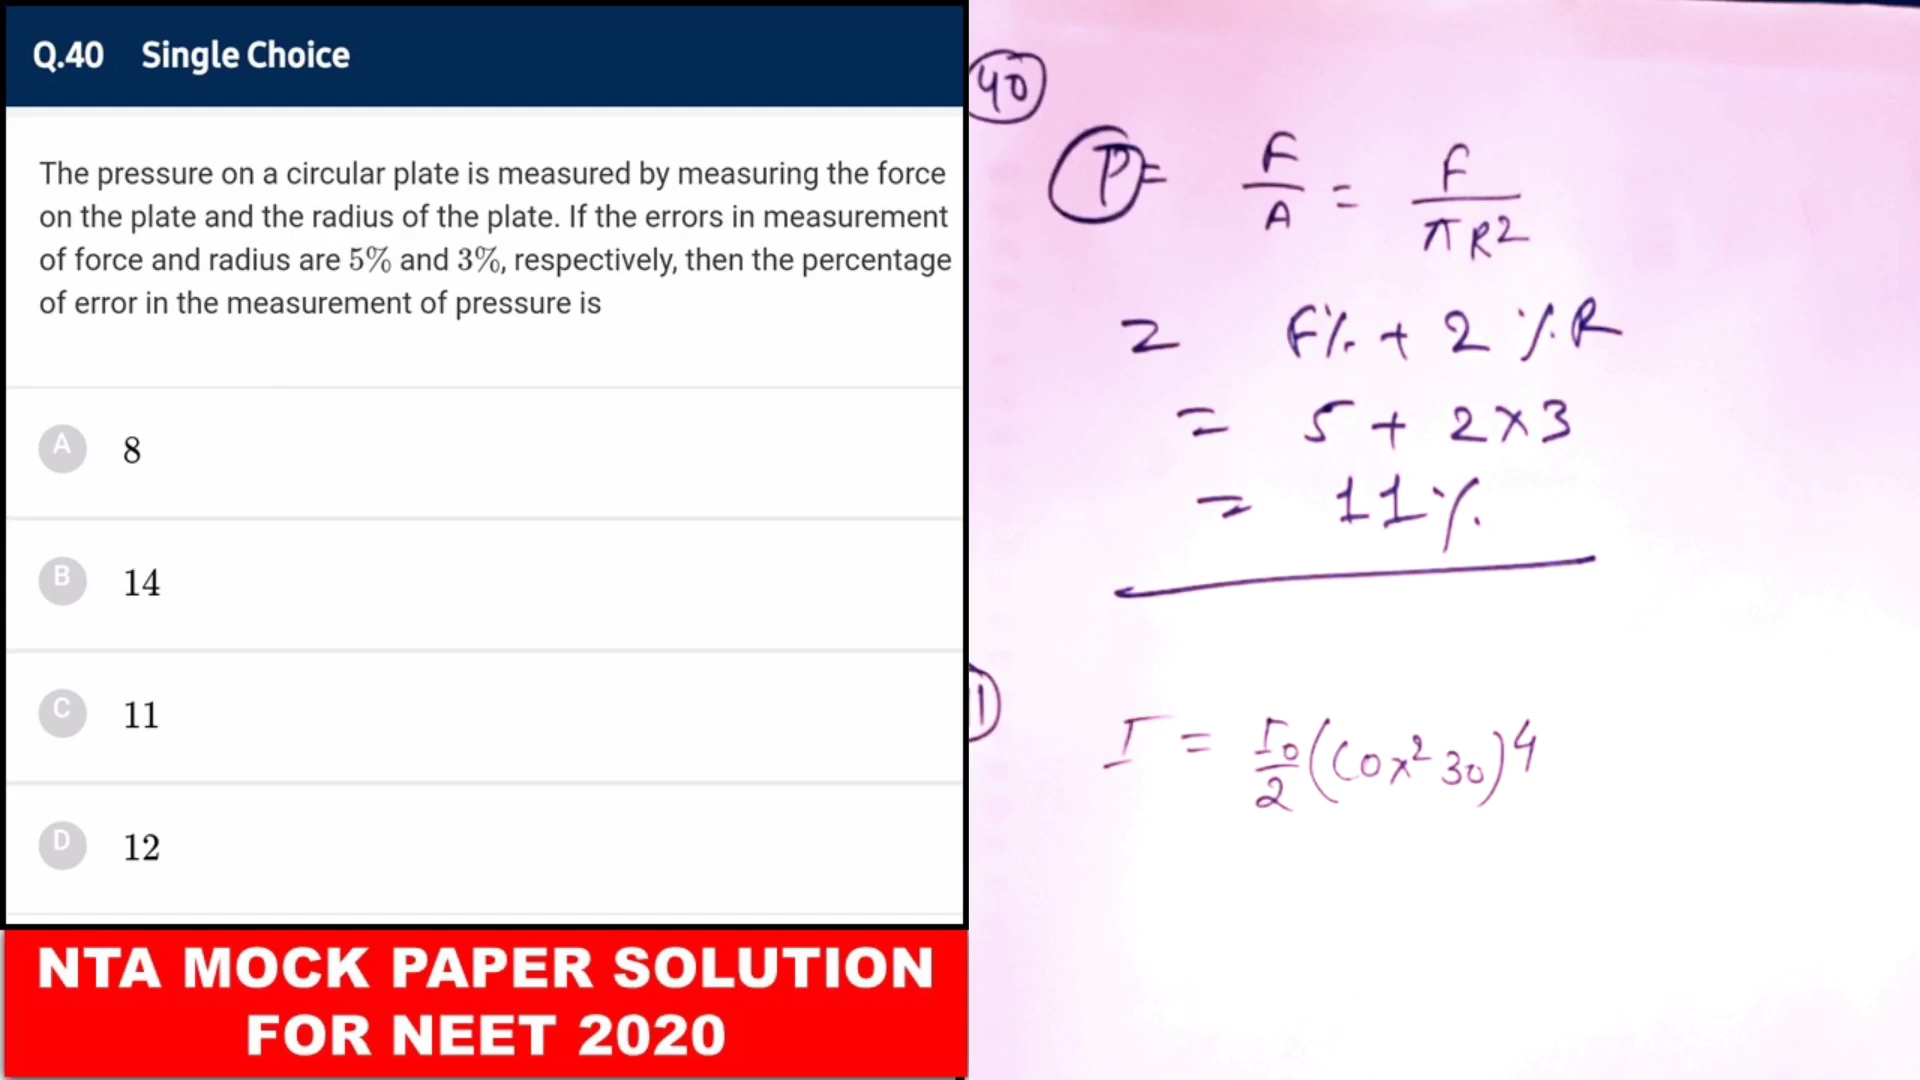 Q.40 Single Choice
The pressure on a circular plate is measured by measuring the force
on the plate and the radius of the plate. If the errors in measurement
of force and radius are 5% and 3%, respectively, then the percentage
of error in the measurement of pressure is
A 8
B 14
C 11
D 12
NTA MOCK PAPER SOLUTION
FOR NEET 2020
40
P = F/A = F/πR²
= F% + 2 % R
= 5 + 2×3
= 11%
1
I = I₀/2 (Cox² 30)⁴